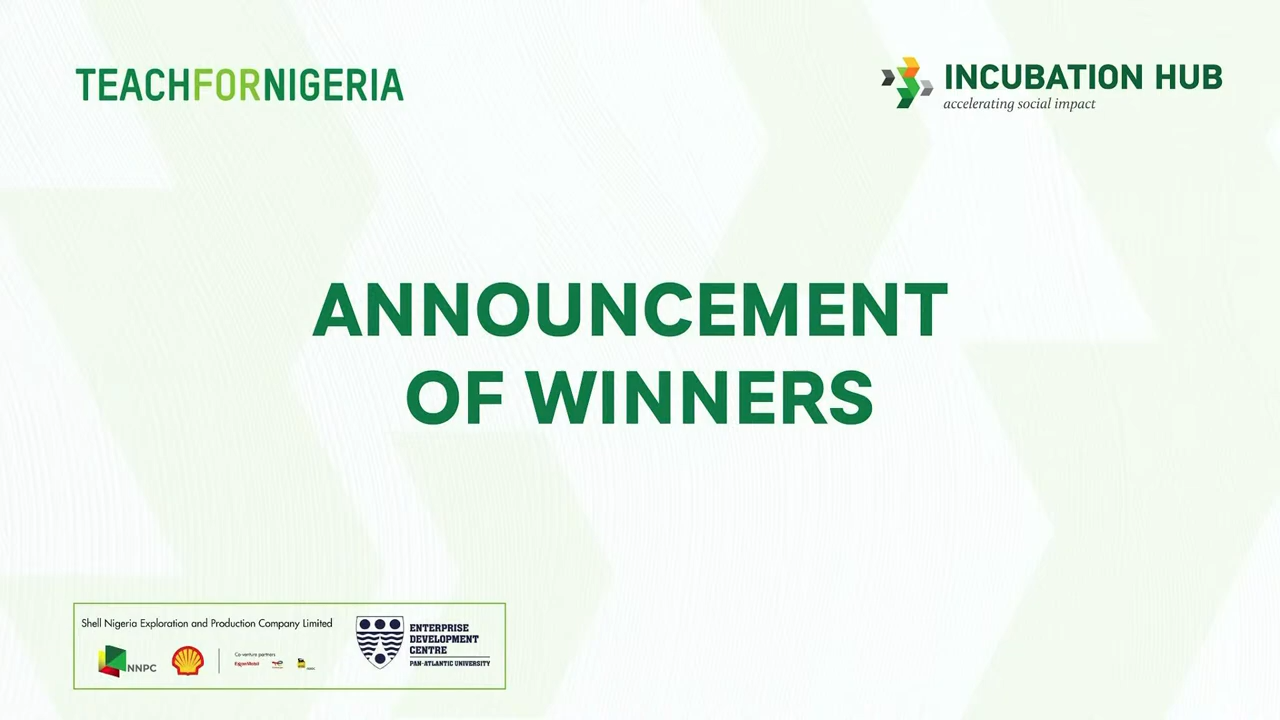 TEACHFORNIGERIA
INCUBATION HUB
accelerating social impact
ANNOUNCEMENT
OF WINNERS
Shell Nigeria Exploration and Production Company Limited
NNPC
Co-venture partners
ExxonMobil
ENTERPRISE
DEVELOPMENT
CENTRE
PAN-ATLANTIC UNIVERSITY